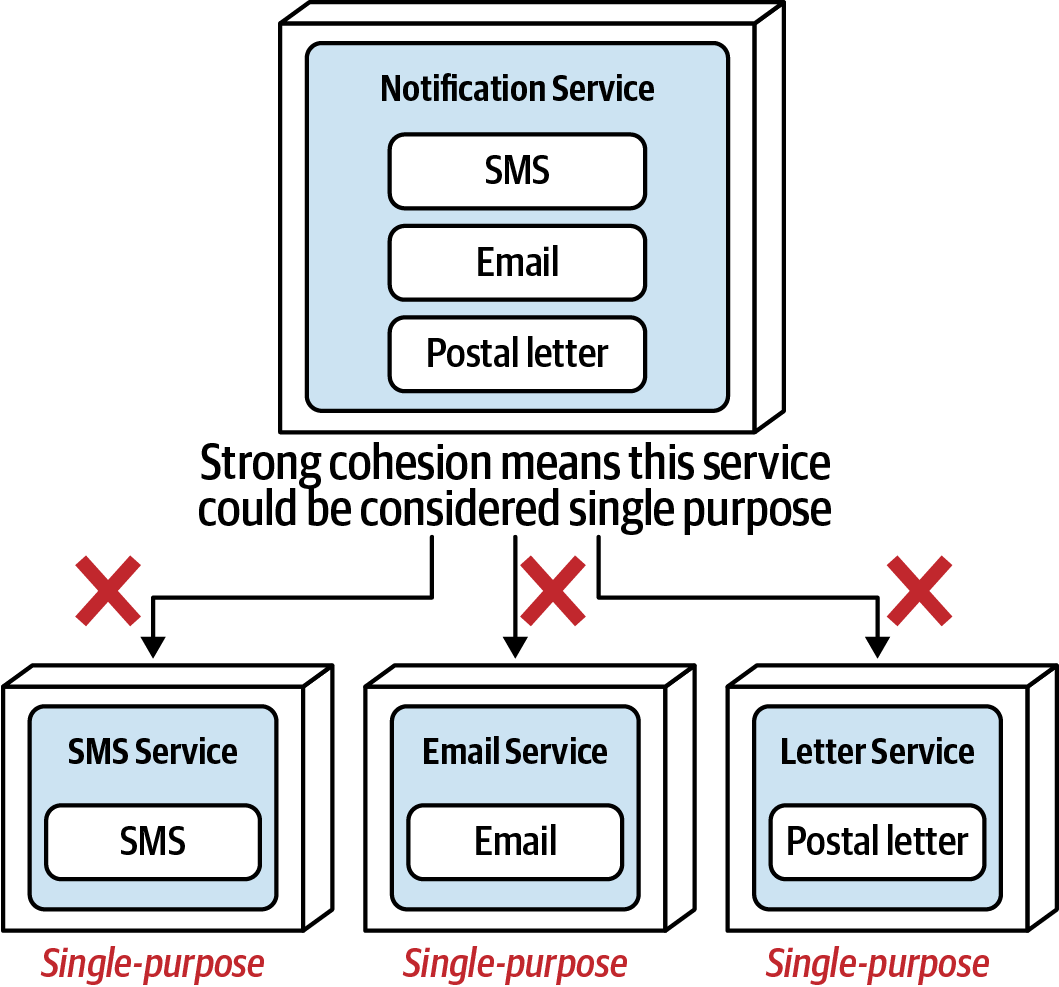 Notification Service
SMS
Email
Postal letter
Strong cohesion means this service
could be considered single purpose
SMS Service
SMS
Single-purpose
Email Service
Email
Single-purpose
Letter Service
Postal letter
Single-purpose